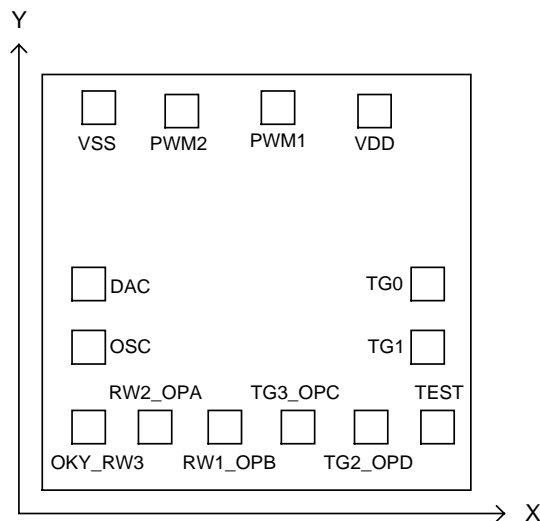 Y
VSS PWM2 PWM1 VDD
DAC TG0
OSC TG1
RW2_OPA TG3_OPC TEST
OKY_RW3 RW1_OPB TG2_OPD
X